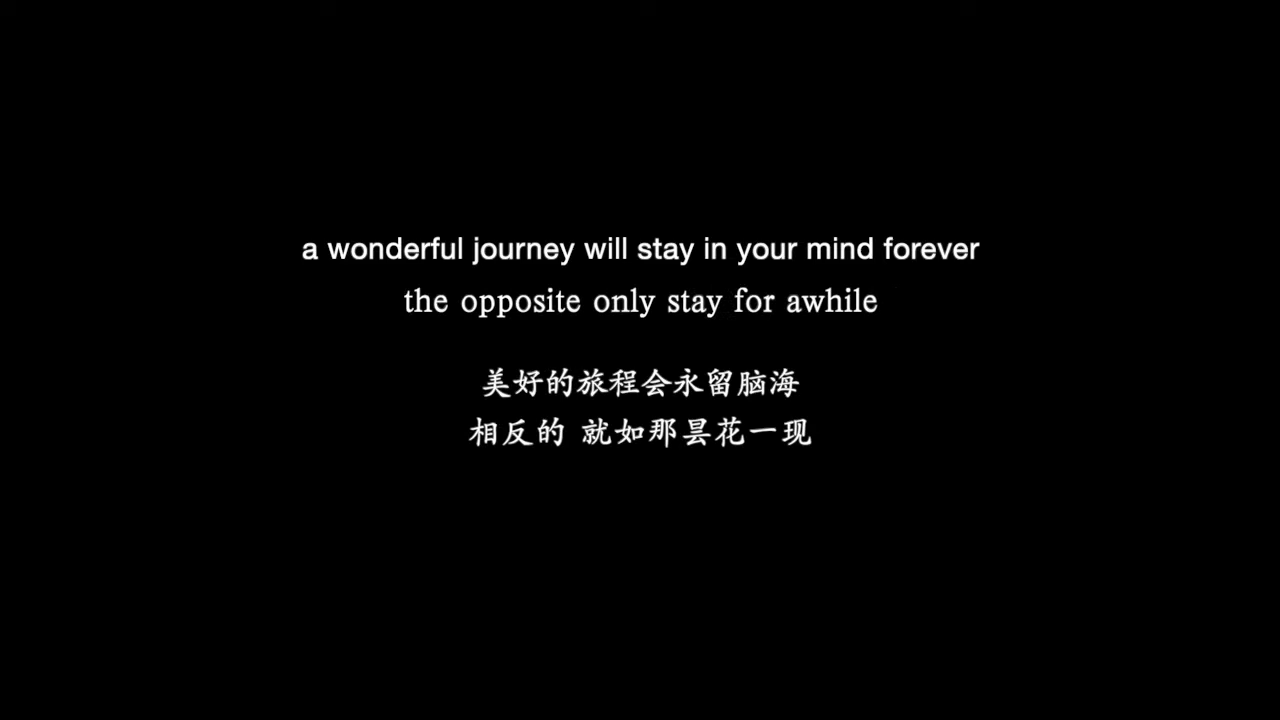 a wonderful journey will stay in your mind forever
the opposite only stay for awhile
美好的旅程会永留脑海
相反的 就如那昙花一现